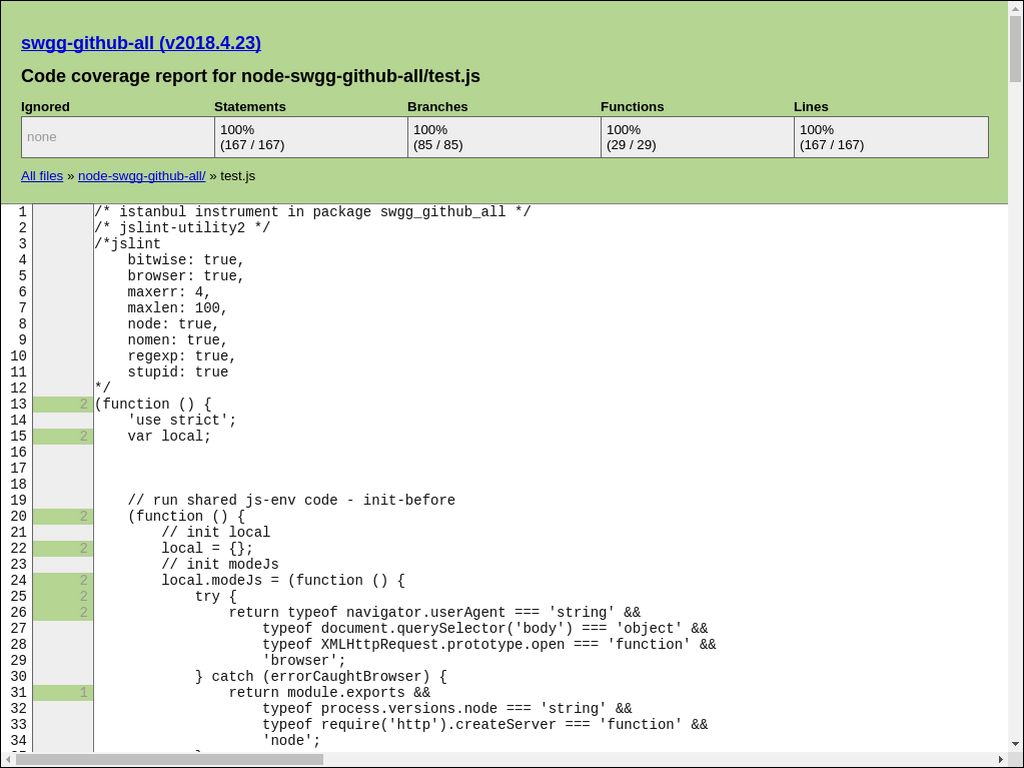 swgg-github-all (v2018.4.23)
Code coverage report for node-swgg-github-all/test.js
Ignored Statements Branches Functions Lines
none 100% 100% 100% 100%
(167 / 167) (85 / 85) (29 / 29) (167 / 167)
All files » node-swgg-github-all/ » test.js
1 /* istanbul instrument in package swgg_github_all */
2 /* jslint-utility2 */
3 /*jslint
4     bitwise: true,
5     browser: true,
6     maxerr: 4,
7     maxlen: 100,
8     node: true,
9     nomen: true,
10     regexp: true,
11     stupid: true
12 */
13 2 (function () {
14     'use strict';
15 2     var local;
16
17
18
19     // run shared js-env code - init-before
20 2     (function () {
21         // init local
22 2         local = {};
23         // init modeJs
24 2         local.modeJs = (function () {
25 2             try {
26 2                 return typeof navigator.userAgent === 'string' &&
27                     typeof document.querySelector('body') === 'object' &&
28                     typeof XMLHttpRequest.prototype.open === 'function' &&
29                     'browser';
30             } catch (errorCaughtBrowser) {
31 1                 return module.exports &&
32                     typeof process.versions.node === 'string' &&
33                     typeof require('http').createServer === 'function' &&
34                     'node';